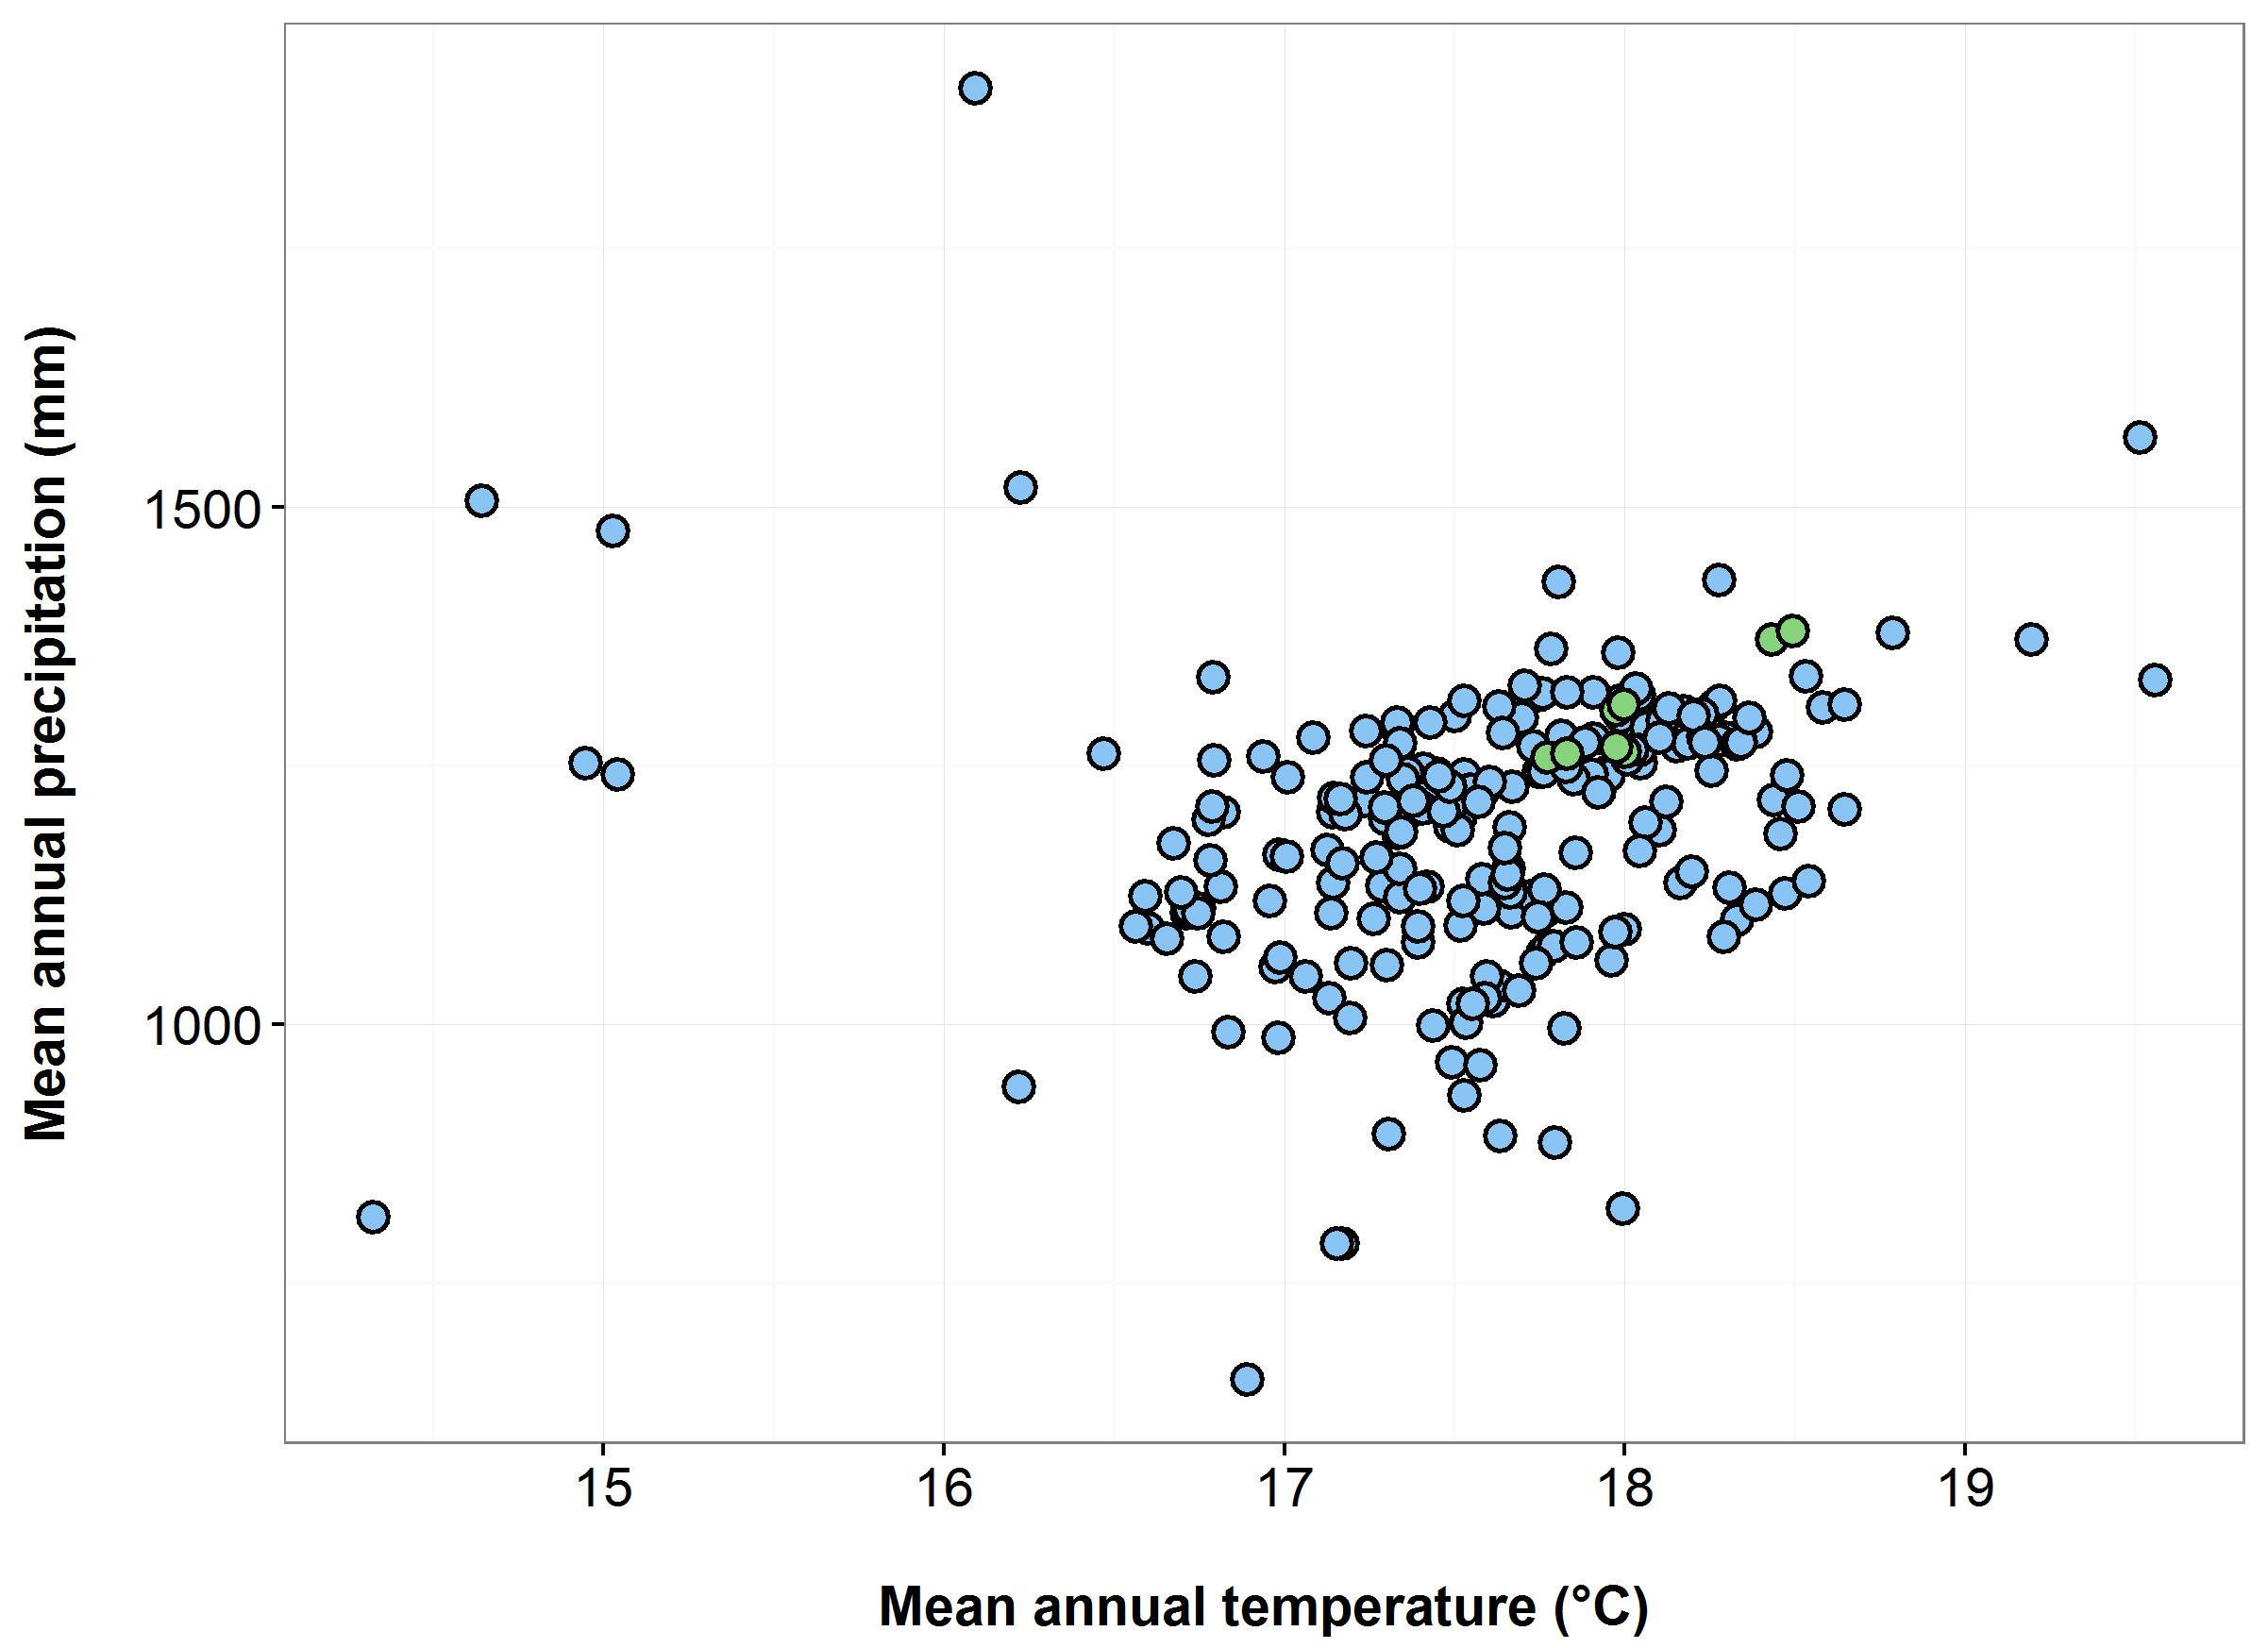 Mean annual precipitation (mm)
1500
1000
15 16 17 18 19
Mean annual temperature (°C)